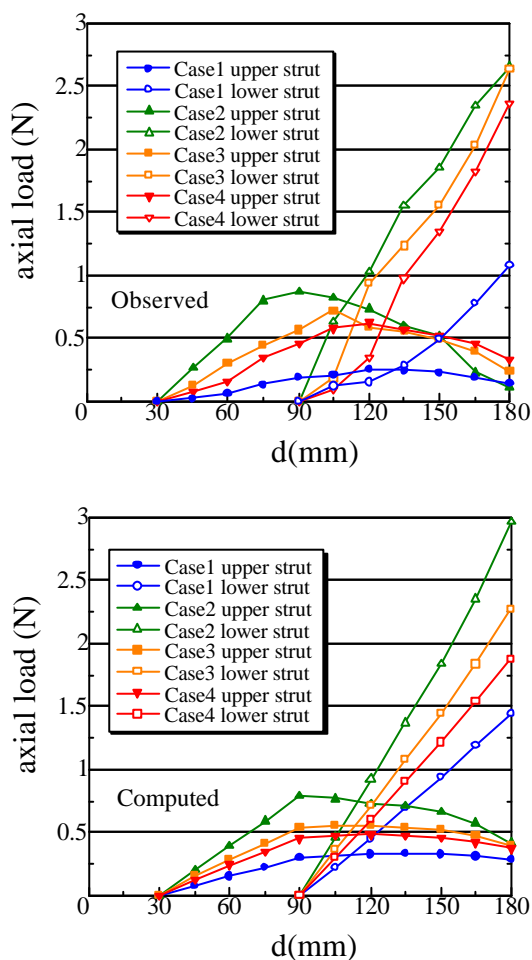 3
2.5
2
1.5
1
0.5
0
axial load (N)
Case1 upper strut
Case1 lower strut
Case2 upper strut
Case2 lower strut
Case3 upper strut
Case3 lower strut
Case4 upper strut
Case4 lower strut
Observed
30 60 90 120 150 180
d(mm)
3
2.5
2
1.5
1
0.5
0
axial load (N)
Case1 upper strut
Case1 lower strut
Case2 upper strut
Case2 lower strut
Case3 upper strut
Case3 lower strut
Case4 upper strut
Case4 lower strut
Computed
30 60 90 120 150 180
d(mm)